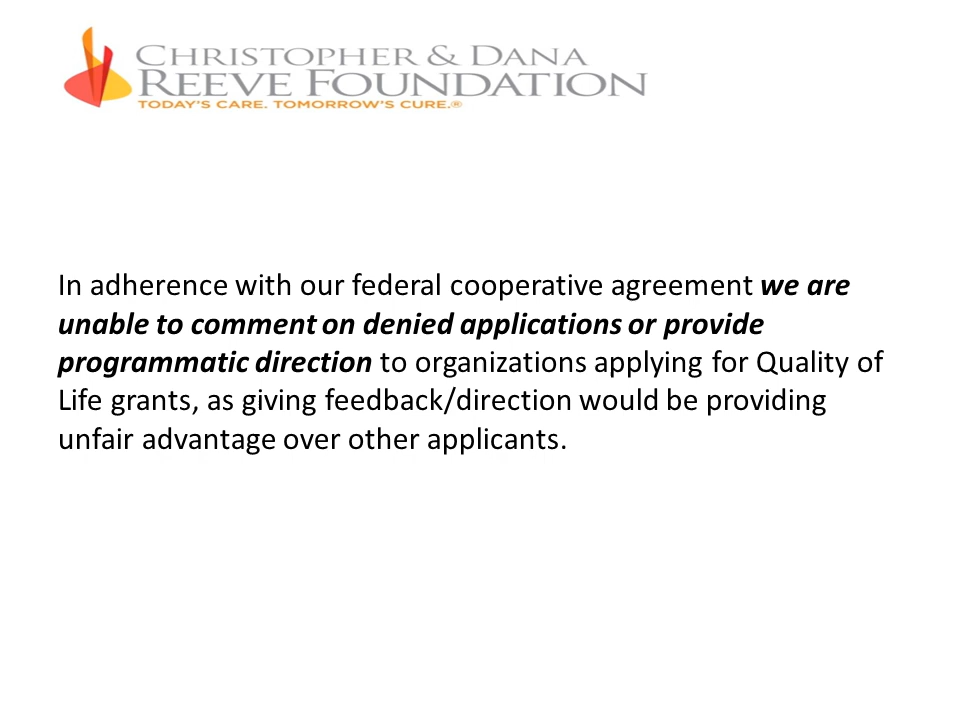 CHRISTOPHER & DANA
REEVE FOUNDATION
TODAY'S CARE. TOMORROW'S CURE.®
In adherence with our federal cooperative agreement we are
unable to comment on denied applications or provide
programmatic direction to organizations applying for Quality of
Life grants, as giving feedback/direction would be providing
unfair advantage over other applicants.